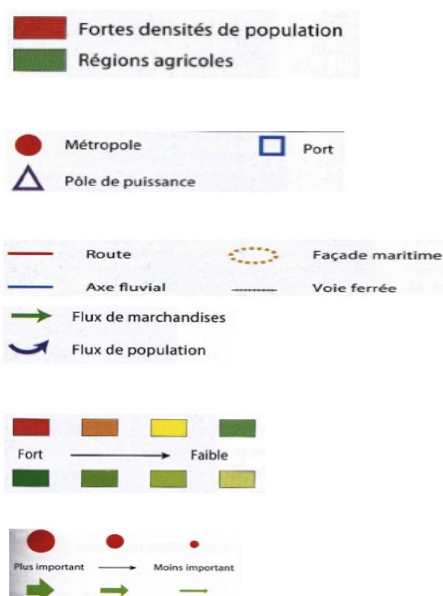 Fortes densités de population
Régions agricoles
Métropole Port
Pôle de puissance
Route Façade maritime
Axe fluvial Voie ferrée
Flux de marchandises
Flux de population
Fort Faible
Plus important Moins important